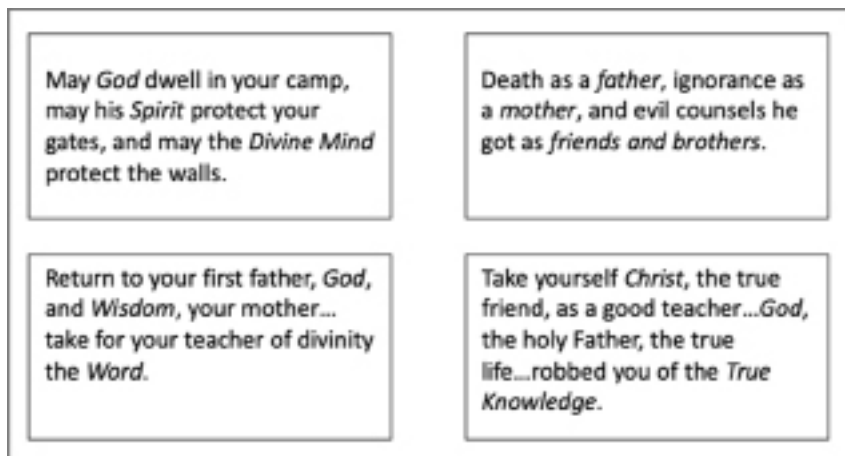 May God dwell in your camp,
may his Spirit protect your
gates, and may the Divine Mind
protect the walls.
Death as a father, ignorance as
a mother, and evil counsels he
got as friends and brothers.
Return to your first father, God,
and Wisdom, your mother...
take for your teacher of divinity
the Word.
Take yourself Christ, the true
friend, as a good teacher...God,
the holy Father, the true
life...robbed you of the True
Knowledge.